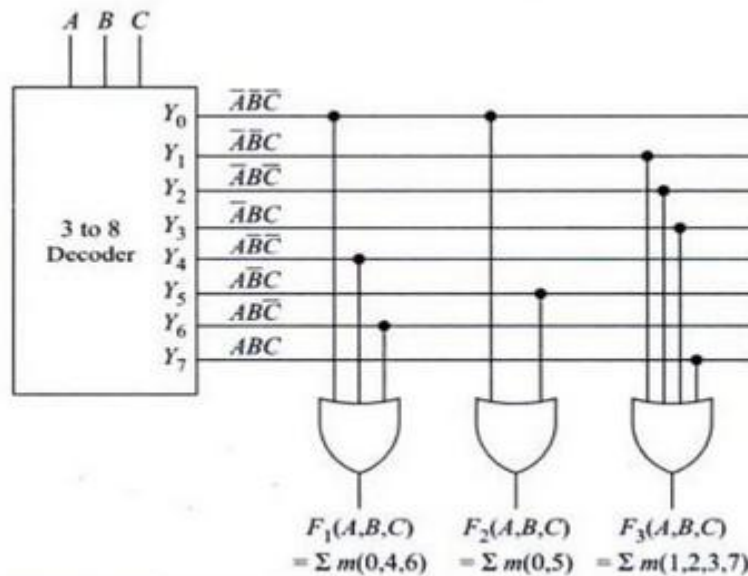 A B C
Y₀ A̅B̅C̅
Y₁ A̅B̅C
Y₂ A̅BC̅
Y₃ A̅BC
3 to 8
Decoder
Y₄ AB̅C̅
Y₅ AB̅C
Y₆ ABC̅
Y₇ ABC
F₁(A,B,C) F₂(A,B,C) F₃(A,B,C)
= Σ m(0,4,6) = Σ m(0,5) = Σ m(1,2,3,7)